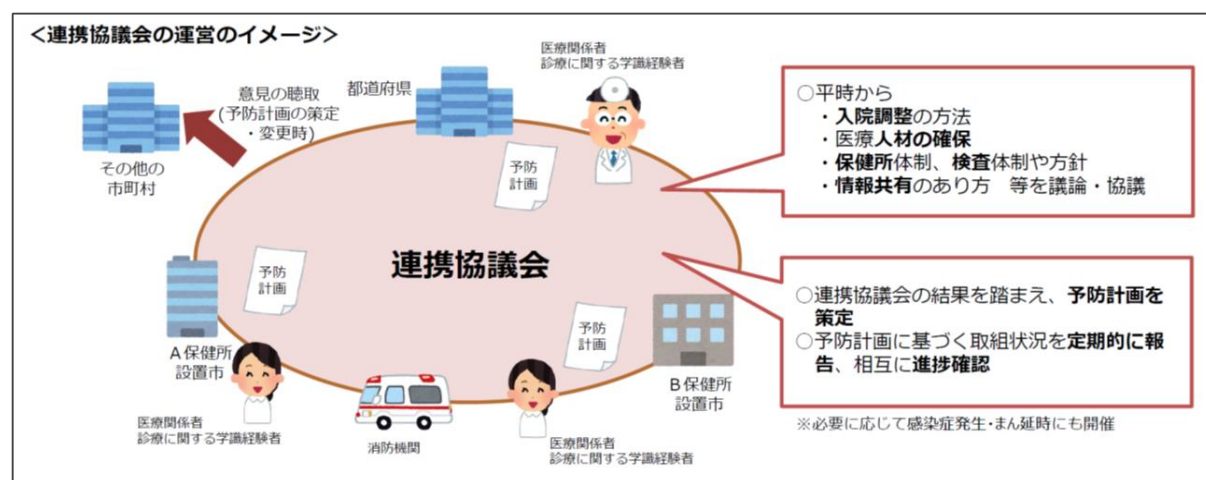 ＜連携協議会の運営のイメージ＞
医療関係者
診療に関する学識経験者
都道府県
意見の聴取
(予防計画の策定
・変更時)
その他の
市町村
予防
計画
○平時から
・入院調整の方法
・医療人材の確保
・保健所体制、検査体制や方針
・情報共有のあり方　等を議論・協議
連携協議会
予防
計画
予防
計画
○連携協議会の結果を踏まえ、予防計画を
策定
○予防計画に基づく取組状況を定期的に報
告、相互に進捗確認
※必要に応じて感染症発生・まん延時にも開催
A保健所
設置市
B保健所
設置市
医療関係者
診療に関する学識経験者
消防機関
医療関係者
診療に関する学識経験者